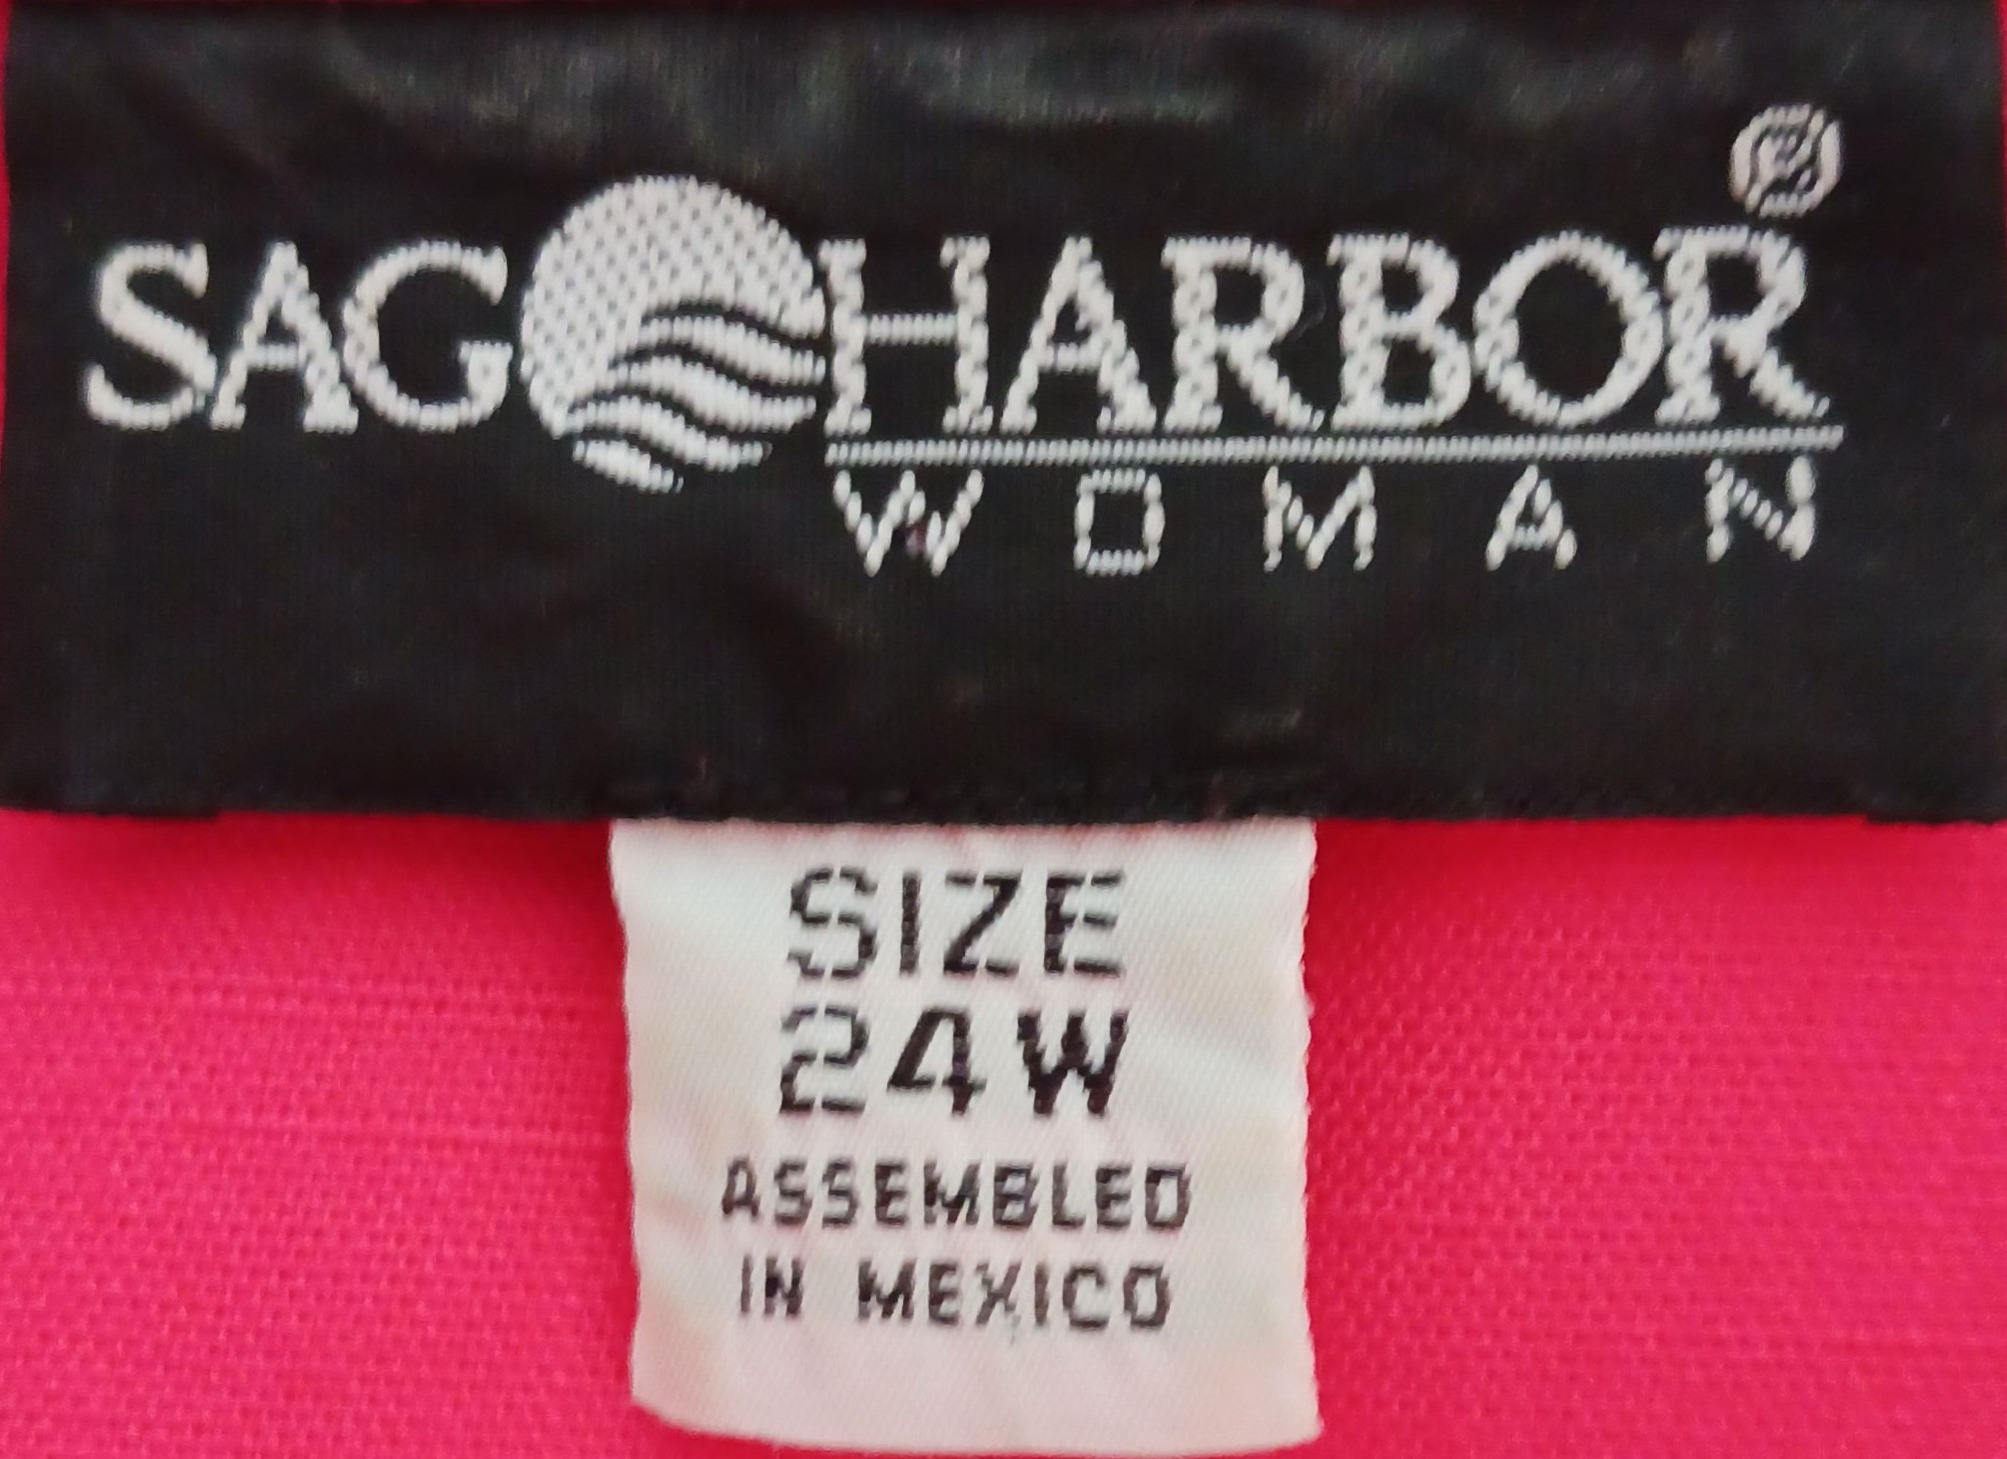 SAG HARBOR®
WOMAN
SIZE
24W
ASSEMBLED
IN MEXICO